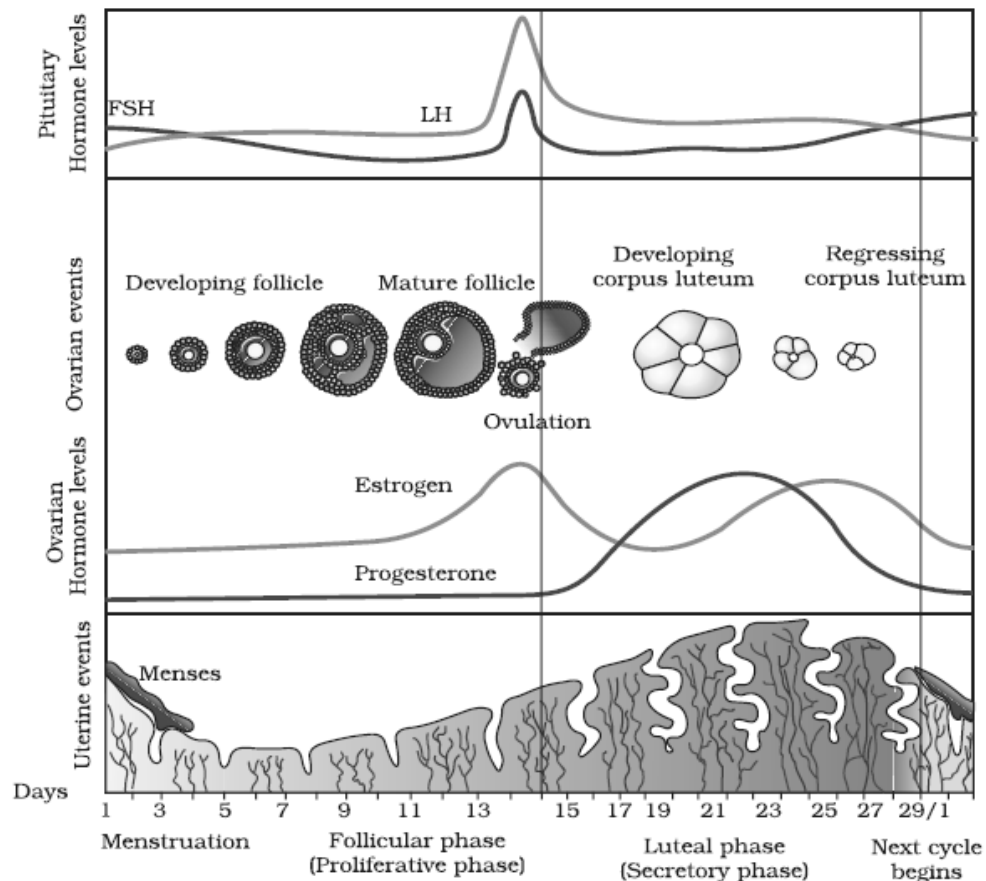 Pituitary
Hormone levels
FSH
LH
Ovarian events
Developing follicle
Mature follicle
Developing
corpus luteum
Regressing
corpus luteum
Ovulation
Ovarian
Hormone levels
Estrogen
Progesterone
Uterine events
Menses
Days
1 3 5 7 9 11 13 15 17 19 21 23 25 27 29/1
Menstruation
Follicular phase
(Proliferative phase)
Luteal phase
(Secretory phase)
Next cycle
begins